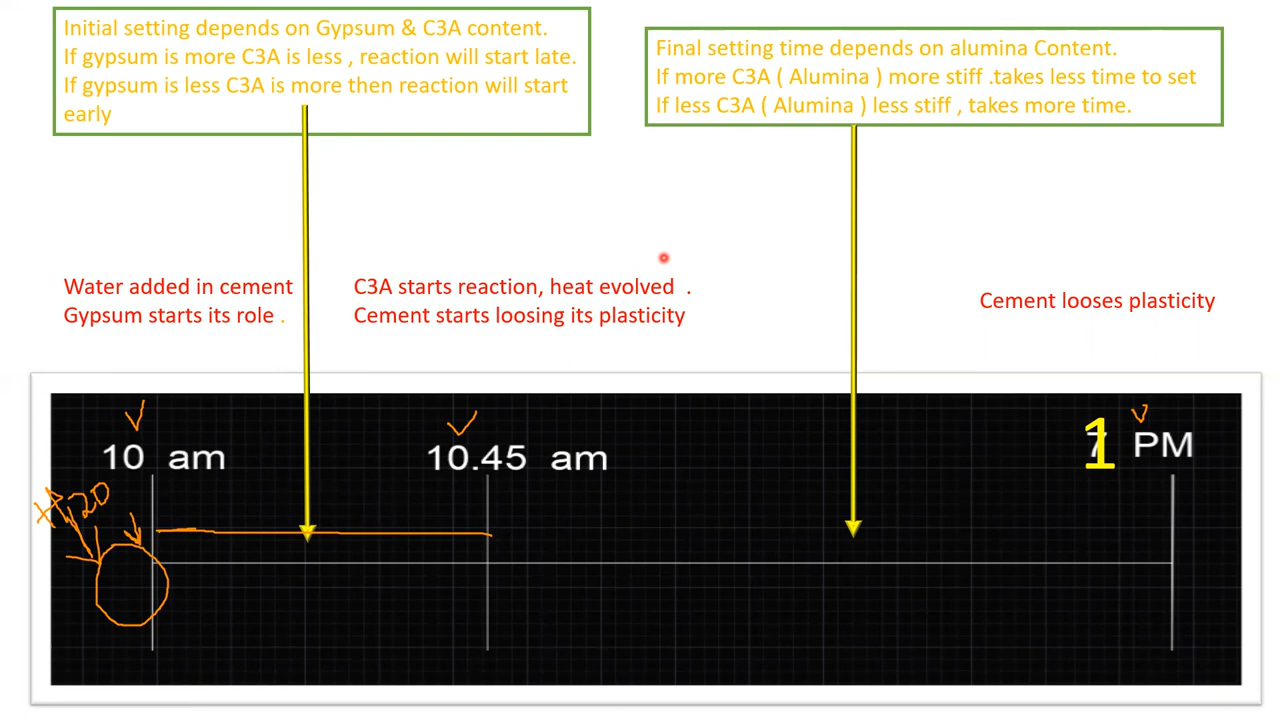 Initial setting depends on Gypsum & C3A content.
If gypsum is more C3A is less , reaction will start late.
If gypsum is less C3A is more then reaction will start
early
Final setting time depends on alumina Content.
If more C3A ( Alumina ) more stiff .takes less time to set
If less C3A ( Alumina ) less stiff , takes more time.
Water added in cement
Gypsum starts its role .
C3A starts reaction, heat evolved .
Cement starts loosing its plasticity
Cement looses plasticity
10 am
10.45 am
1 PM
H20